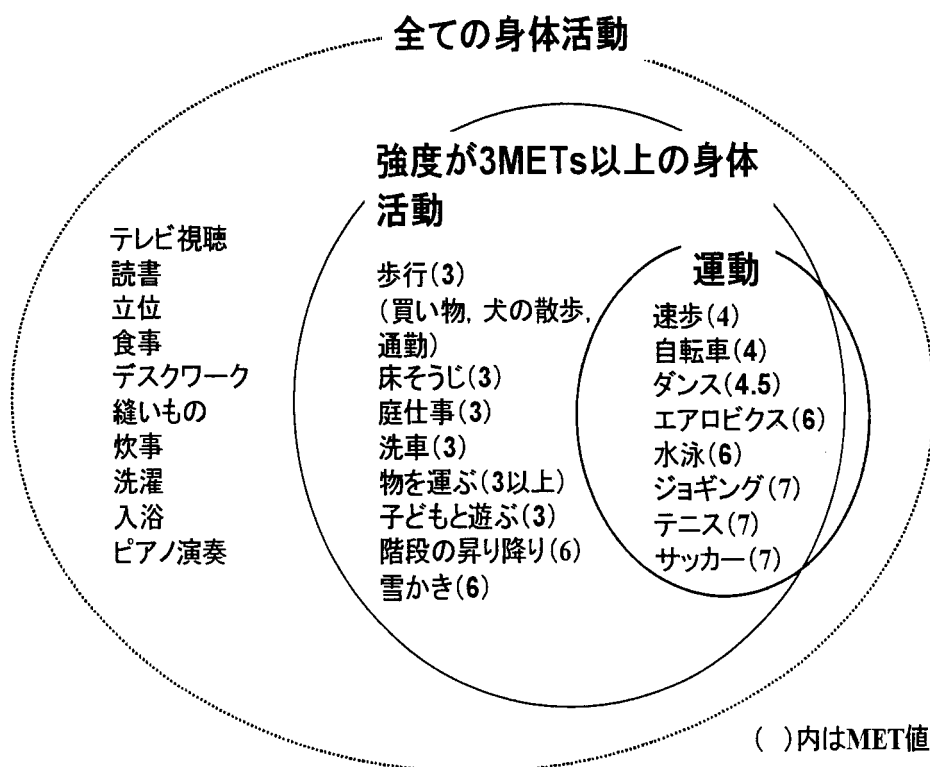 全ての身体活動
強度が3METs以上の身体
活動
テレビ視聴
読書
立位
食事
デスクワーク
縫いもの
炊事
洗濯
入浴
ピアノ演奏
歩行(3)
(買い物, 犬の散歩,
通勤)
床そうじ(3)
庭仕事(3)
洗車(3)
物を運ぶ(3以上)
子どもと遊ぶ(3)
階段の昇り降り(6)
雪かき(6)
運動
速歩(4)
自転車(4)
ダンス(4.5)
エアロビクス(6)
水泳(6)
ジョギング(7)
テニス(7)
サッカー(7)
( )内はMET値